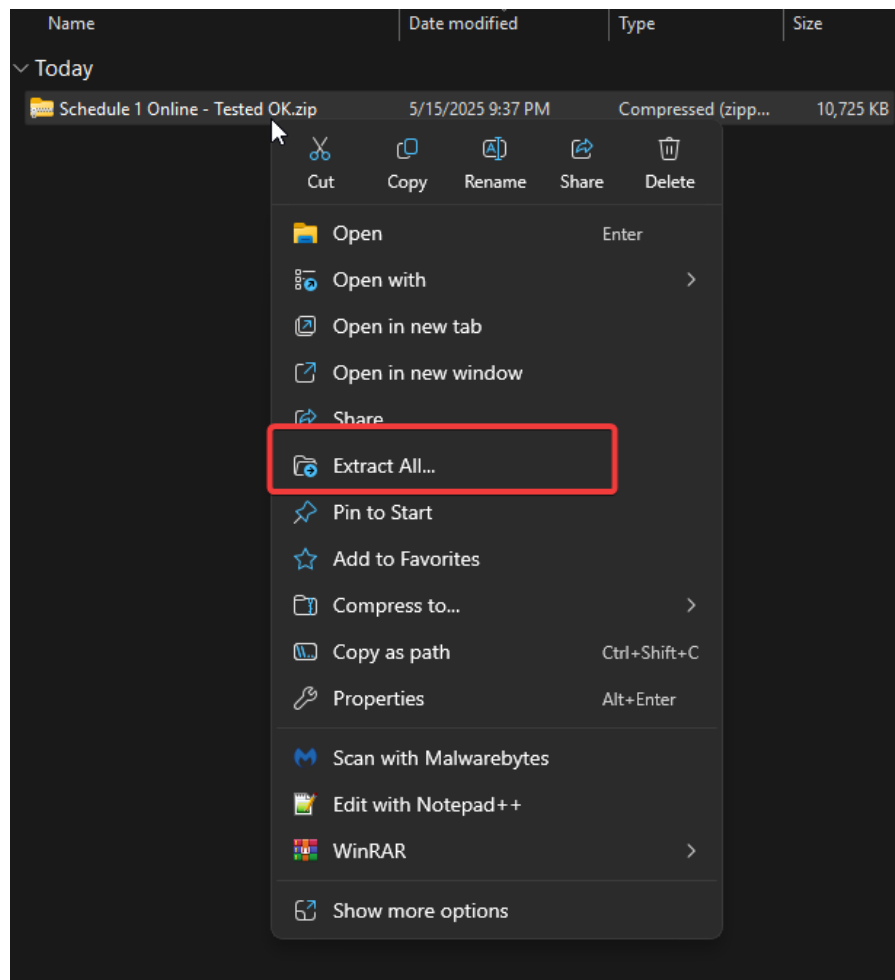 Name Date modified Type Size
Today
Schedule 1 Online - Tested OK.zip 5/15/2025 9:37 PM Compressed (zipp... 10,725 KB
Cut Copy Rename Share Delete
Open Enter
Open with
Open in new tab
Open in new window
Share
Extract All...
Pin to Start
Add to Favorites
Compress to...
Copy as path Ctrl+Shift+C
Properties Alt+Enter
Scan with Malwarebytes
Edit with Notepad++
WinRAR
Show more options